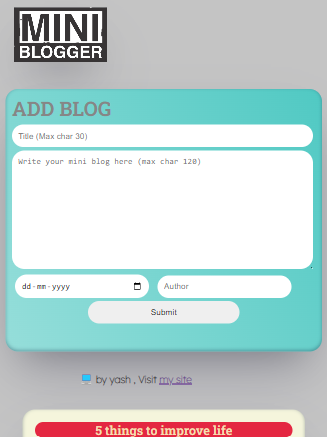 MINI
BLOGGER
ADD BLOG
Title (Max char 30)
Write your mini blog here (max char 120)
dd-mm-yyyy
Author
Submit
by yash , Visit my site
5 things to improve life